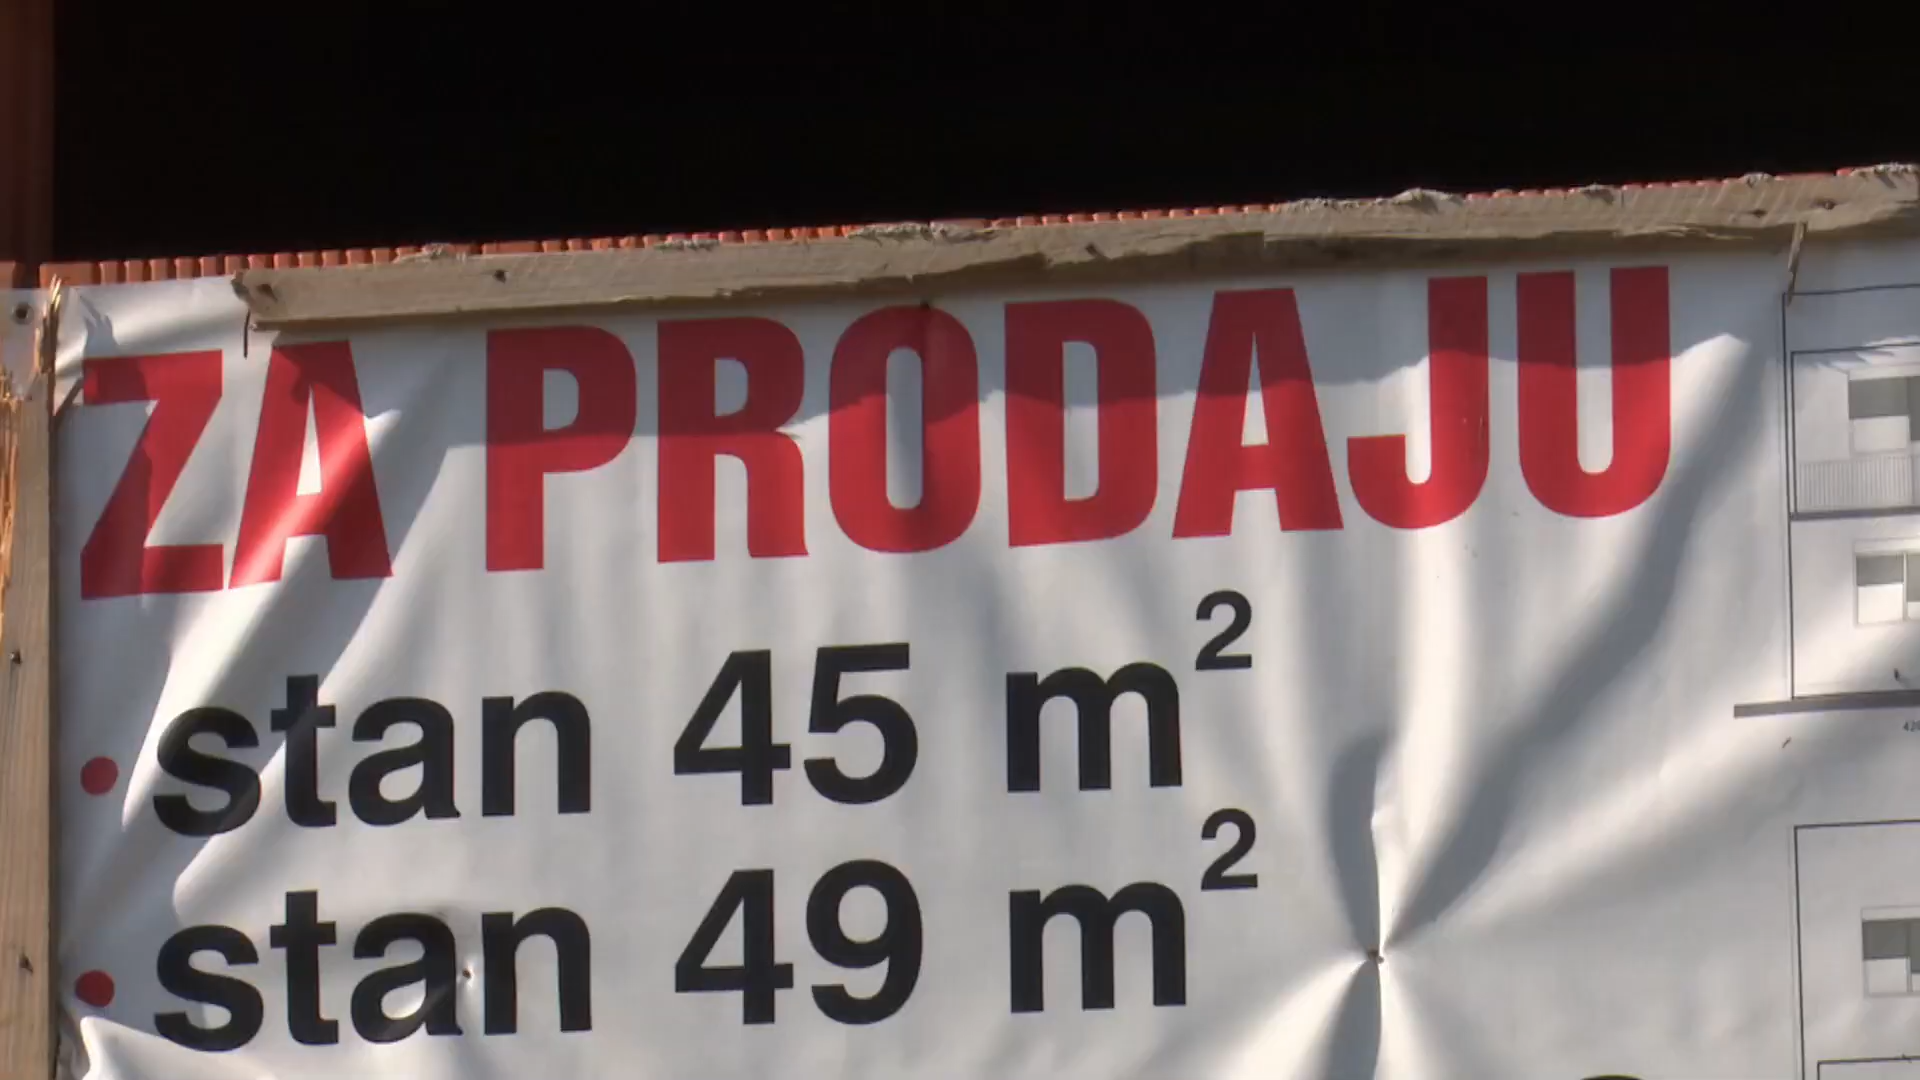 ZA PRODAJU
• stan 45 m²
• stan 49 m²